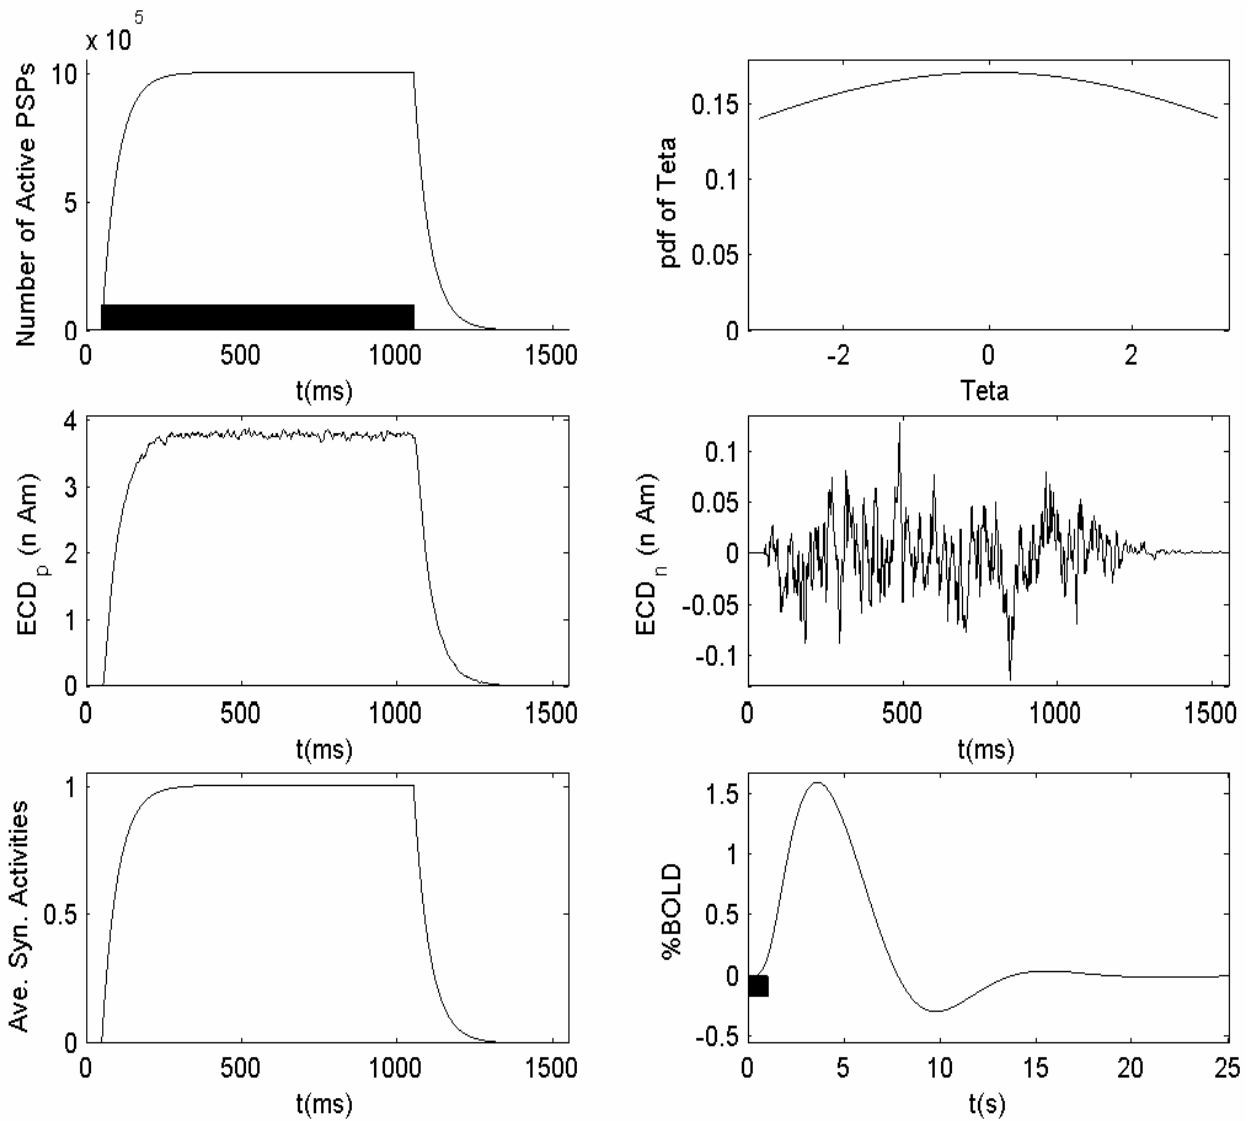 x 10^5
Number of Active PSPs
10
5
0
0 500 1000 1500
t(ms)
pdf of Teta
0.15
0.1
0.05
0
-2 0 2
Teta
ECD_p (n Am)
4
3
2
1
0
0 500 1000 1500
t(ms)
ECD_n (n Am)
0.1
0.05
0
-0.05
-0.1
0 500 1000 1500
t(ms)
Ave. Syn. Activities
1
0.5
0
0 500 1000 1500
t(ms)
%BOLD
1.5
1
0.5
0
-0.5
0 5 10 15 20 25
t(s)